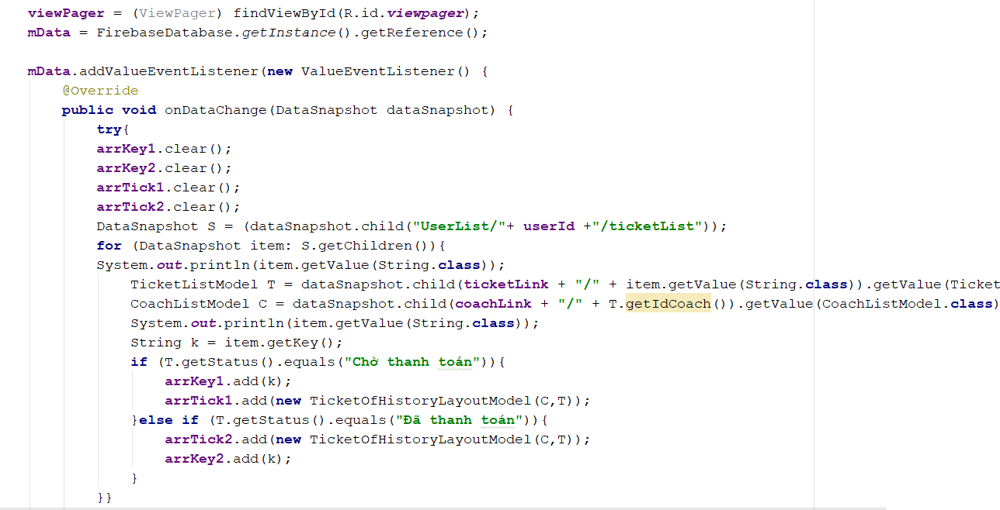 viewPager = (ViewPager) findViewById(R.id.viewpager);
mData = FirebaseDatabase.getInstance().getReference();
mData.addValueEventListener(new ValueEventListener() {
@Override
public void onDataChange(DataSnapshot dataSnapshot) {
try{
arrKey1.clear();
arrKey2.clear();
arrTick1.clear();
arrTick2.clear();
DataSnapshot S = (dataSnapshot.child("UserList/"+ userId +"/ticketList"));
for (DataSnapshot item: S.getChildren()){
System.out.println(item.getValue(String.class));
TicketListModel T = dataSnapshot.child(ticketLink + "/" + item.getValue(String.class)).getValue(Ticket
CoachListModel C = dataSnapshot.child(coachLink + "/" + T.getIdCoach()).getValue(CoachListModel.class)
System.out.println(item.getValue(String.class));
String k = item.getKey();
if (T.getStatus().equals("Chờ thanh toán")){
arrKey1.add(k);
arrTick1.add(new TicketOfHistoryLayoutModel(C,T));
}else if (T.getStatus().equals("Đã thanh toán")){
arrTick2.add(new TicketOfHistoryLayoutModel(C,T));
arrKey2.add(k);
}
}}